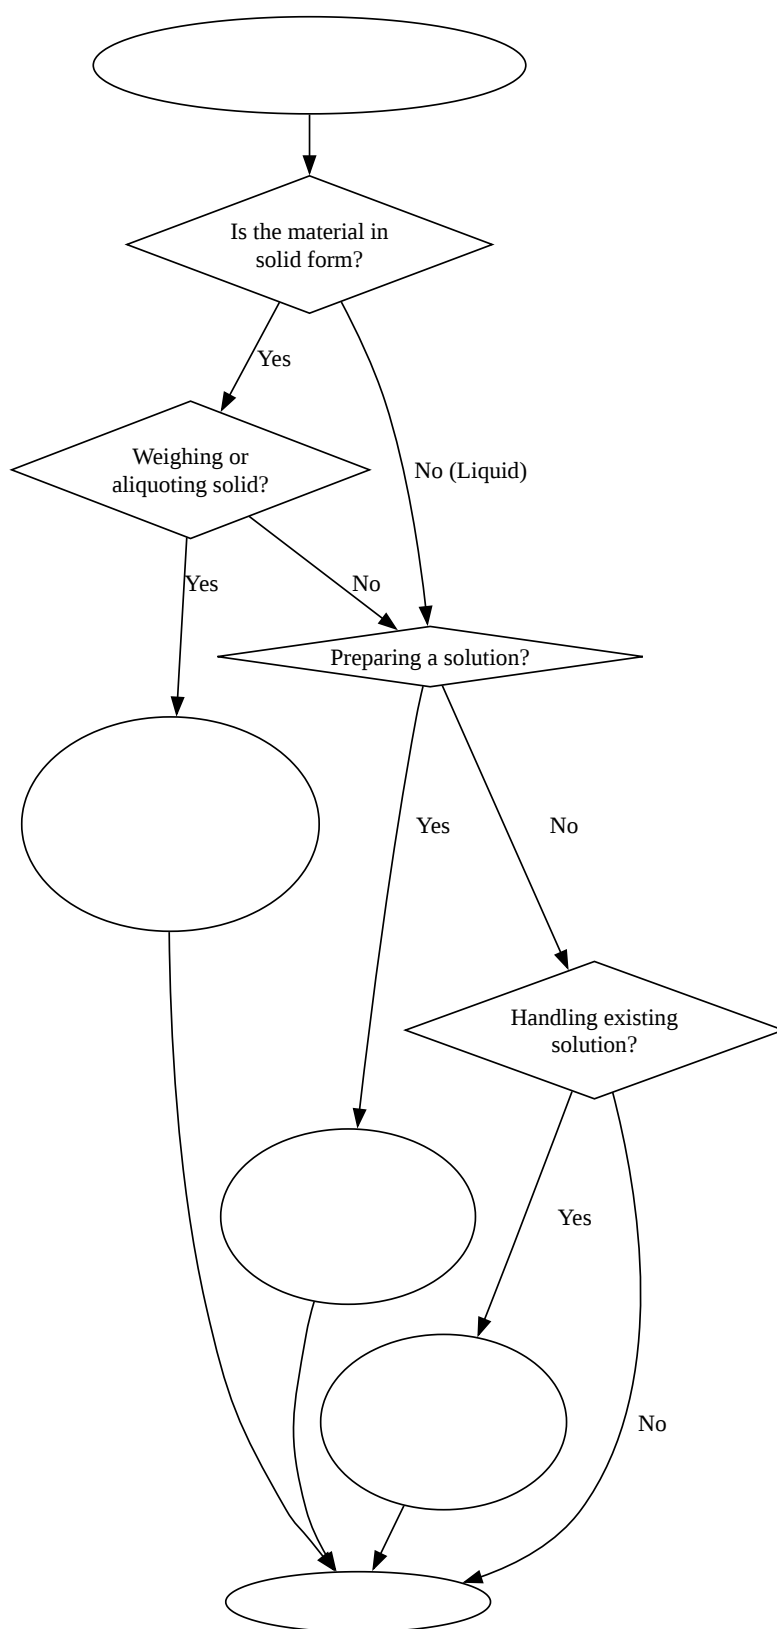 Is the material in
solid form?
Yes
Weighing or
aliquoting solid?
No (Liquid)
Yes
No
Preparing a solution?
Yes
No
Handling existing
solution?
Yes
No